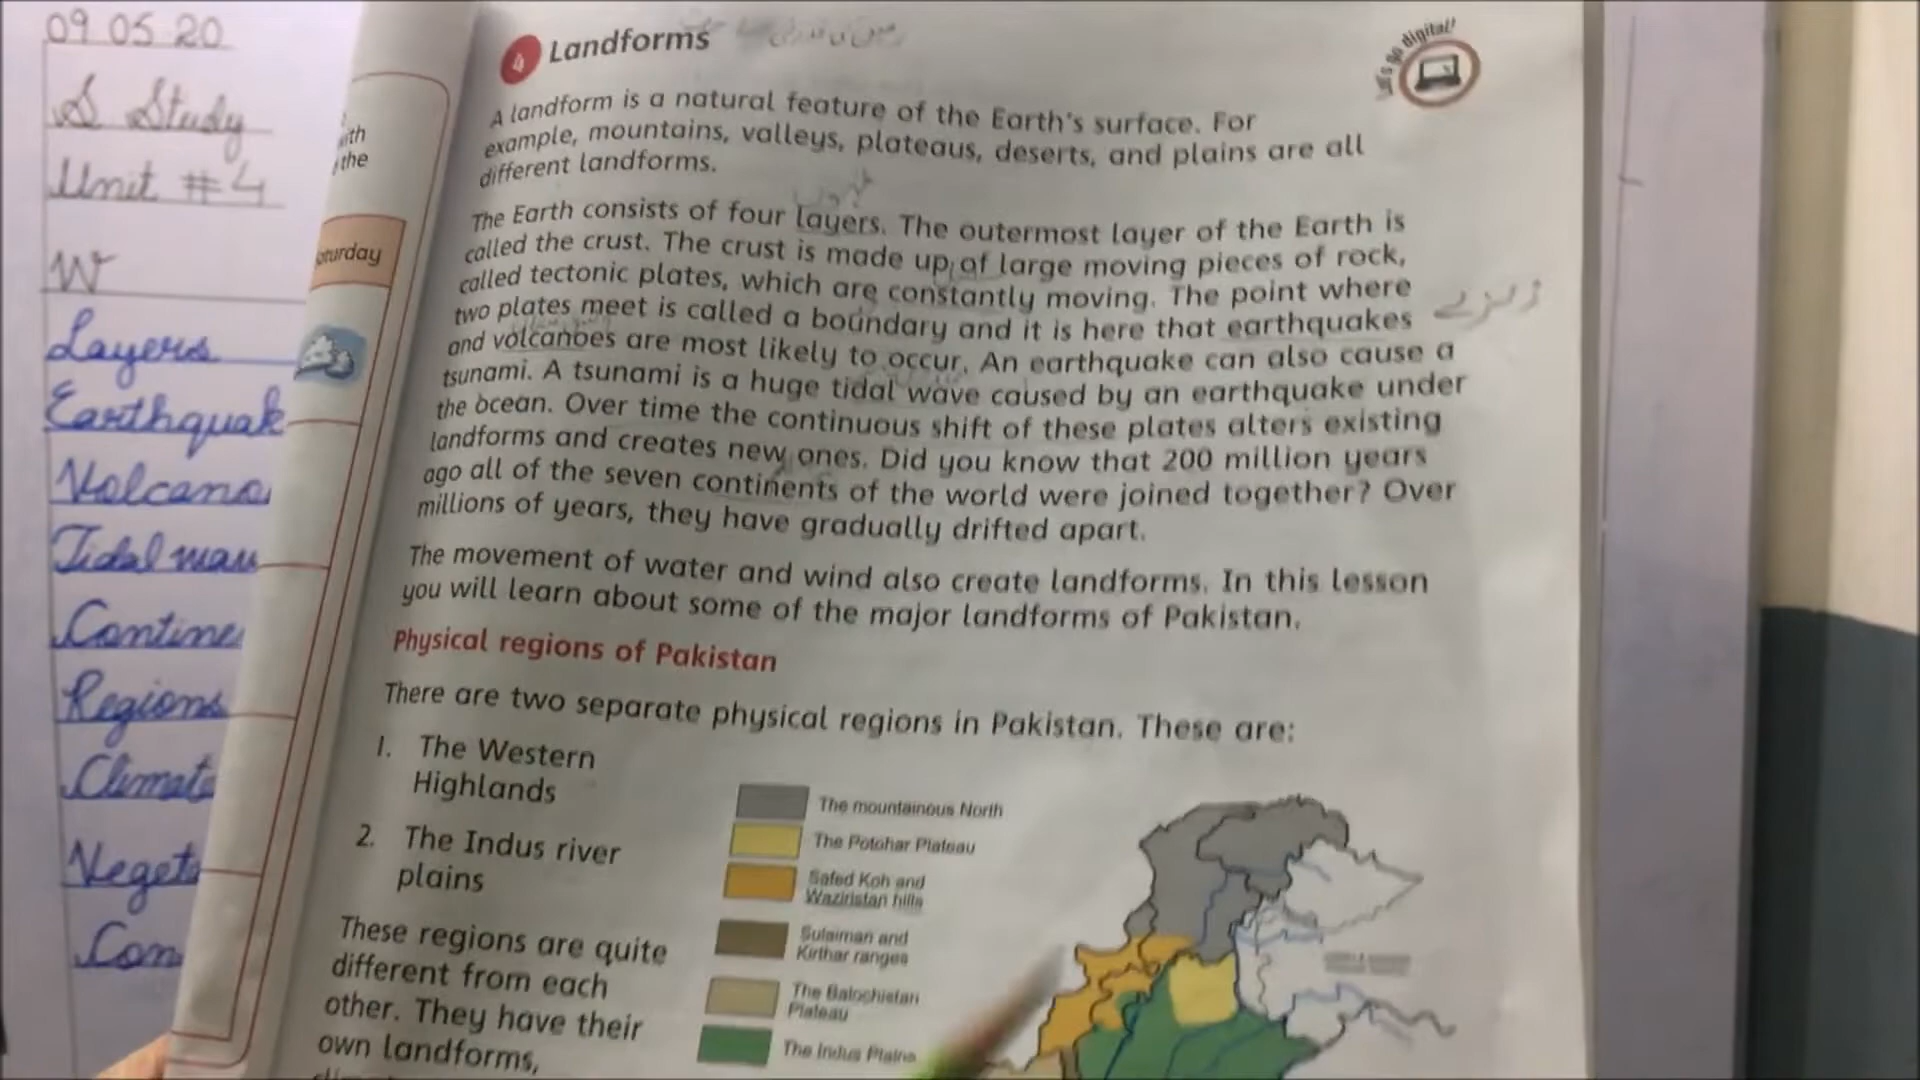 09 05 20
S Study
Unit #4
W
Layers
Earthquak
Volcano
Tidal wav
Contine
Regions
Climate
Veget
Con
ith
the
aturday
4 Landforms
Let's go digital!
A landform is a natural feature of the Earth's surface. For
example, mountains, valleys, plateaus, deserts, and plains are all
different landforms.
The Earth consists of four layers. The outermost layer of the Earth is
called the crust. The crust is made up of large moving pieces of rock,
called tectonic plates, which are constantly moving. The point where
two plates meet is called a boundary and it is here that earthquakes
زلزلے
and volcanoes are most likely to occur. An earthquake can also cause a
tsunami. A tsunami is a huge tidal wave caused by an earthquake under
the ocean. Over time the continuous shift of these plates alters existing
landforms and creates new ones. Did you know that 200 million years
ago all of the seven continents of the world were joined together? Over
millions of years, they have gradually drifted apart.
The movement of water and wind also create landforms. In this lesson
you will learn about some of the major landforms of Pakistan.
Physical regions of Pakistan
There are two separate physical regions in Pakistan. These are:
1. The Western
Highlands
2. The Indus river
plains
These regions are quite
different from each
other. They have their
own landforms,
The mountainous North
The Potohar Plateau
Safed Koh and
Waziristan hills
Sulaiman and
Kirthar ranges
The Balochistan
Plateau
The Indus Plains